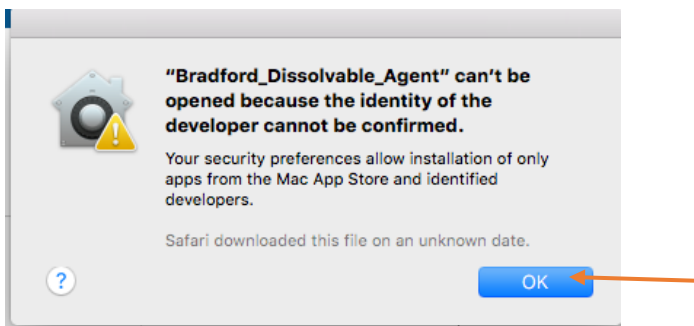 “Bradford_Dissolvable_Agent” can’t be
opened because the identity of the
developer cannot be confirmed.
Your security preferences allow installation of only
apps from the Mac App Store and identified
developers.
Safari downloaded this file on an unknown date.
?
OK